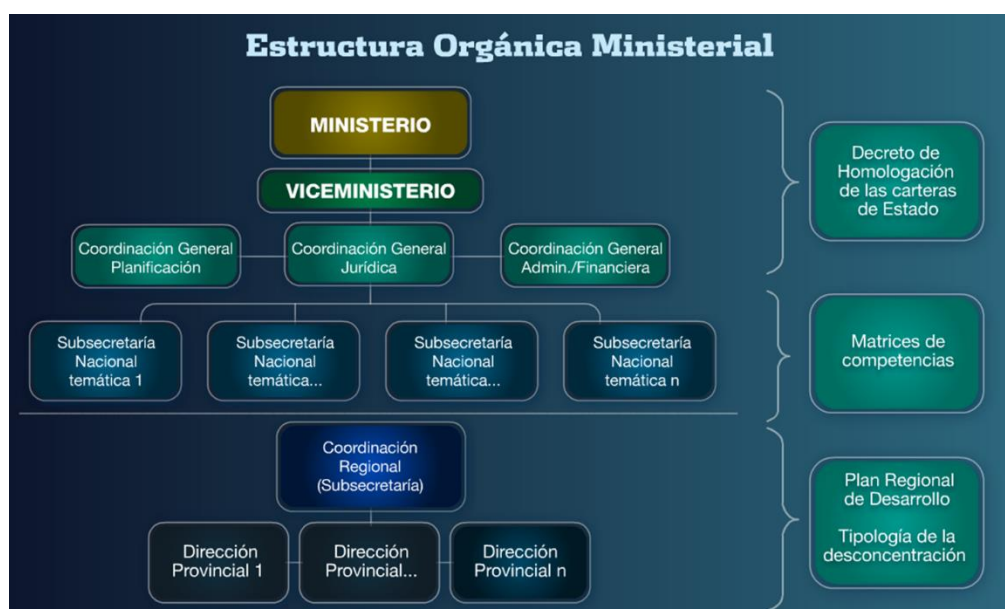 Estructura Orgánica Ministerial
MINISTERIO
VICEMINISTERIO
Coordinación General
Planificación
Coordinación General
Jurídica
Coordinación General
Admin./Financiera
Subsecretaría
Nacional
temática 1
Subsecretaría
Nacional
temática...
Subsecretaría
Nacional
temática...
Subsecretaría
Nacional
temática n
Coordinación
Regional
(Subsecretaría)
Dirección
Provincial 1
Dirección
Provincial...
Dirección
Provincial n
Decreto de
Homologación
de las carteras
de Estado
Matrices de
competencias
Plan Regional
de Desarrollo
Tipología de la
desconcentración